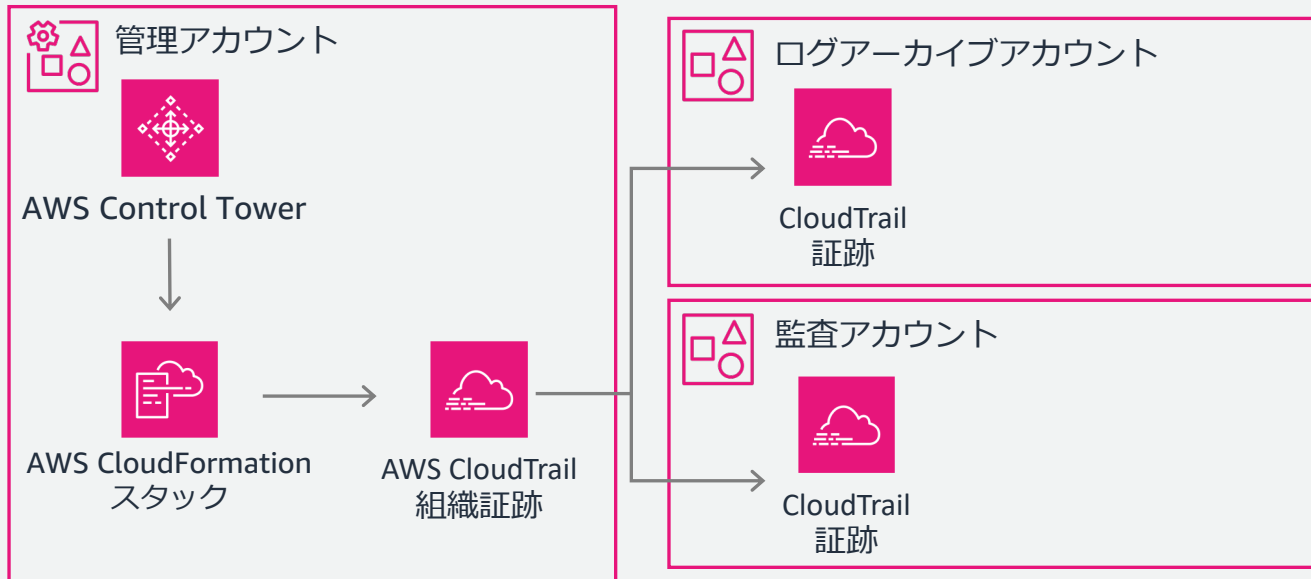 管理アカウント
AWS Control Tower
AWS CloudFormation
スタック
AWS CloudTrail
組織証跡
ログアーカイブアカウント
CloudTrail
証跡
監査アカウント
CloudTrail
証跡